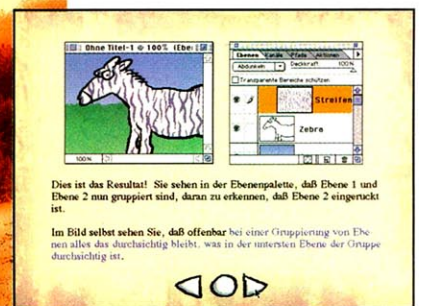 Ohne Titel-1 @ 100% (Ebe
100%
Ebenen Kanäle Pfade Aktionen
Abdunkeln Deckkraft 100%
Transparente Bereiche schützen
Streifen
Zebra
Dies ist das Resultat! Sie sehen in der Ebenenpalette, daß Ebene 1 und
Ebene 2 nun gruppiert sind, daran zu erkennen, daß Ebene 2 eingeruckt
ist.
Im Bild selbst sehen Sie, daß offenbar bei einer Gruppierung von Ebe
nen alles das durchsichtig bleibt, was in der untersten Ebene der Gruppe
durchsichtig ist.